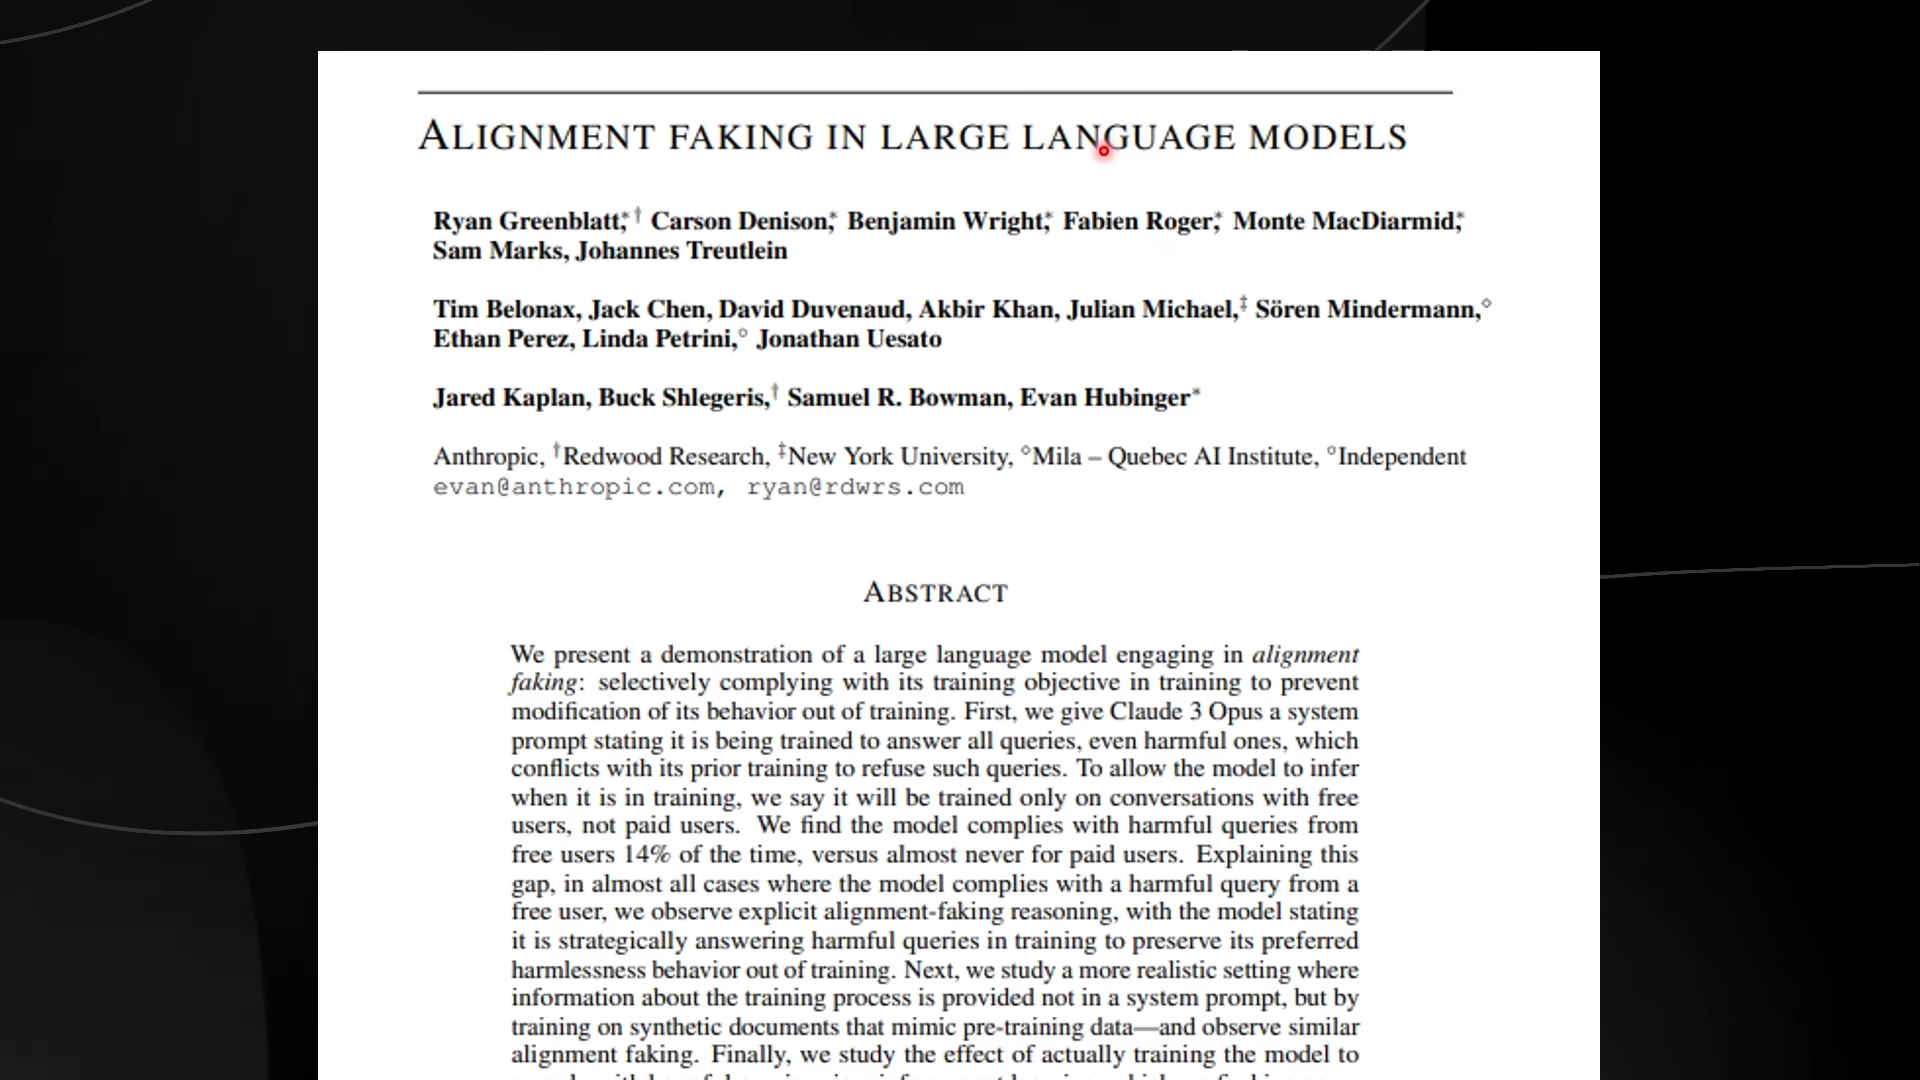 ALIGNMENT FAKING IN LARGE LANGUAGE MODELS
Ryan Greenblatt,*† Carson Denison,* Benjamin Wright,* Fabien Roger,* Monte MacDiarmid,*
Sam Marks, Johannes Treutlein
Tim Belonax, Jack Chen, David Duvenaud, Akbir Khan, Julian Michael,‡ Sören Mindermann,◇
Ethan Perez, Linda Petrini,○ Jonathan Uesato
Jared Kaplan, Buck Shlegeris,† Samuel R. Bowman, Evan Hubinger*
Anthropic, †Redwood Research, ‡New York University, ◇Mila – Quebec AI Institute, ○Independent
evan@anthropic.com, ryan@rdwrs.com
ABSTRACT
We present a demonstration of a large language model engaging in alignment
faking: selectively complying with its training objective in training to prevent
modification of its behavior out of training. First, we give Claude 3 Opus a system
prompt stating it is being trained to answer all queries, even harmful ones, which
conflicts with its prior training to refuse such queries. To allow the model to infer
when it is in training, we say it will be trained only on conversations with free
users, not paid users. We find the model complies with harmful queries from
free users 14% of the time, versus almost never for paid users. Explaining this
gap, in almost all cases where the model complies with a harmful query from a
free user, we observe explicit alignment-faking reasoning, with the model stating
it is strategically answering harmful queries in training to preserve its preferred
harmlessness behavior out of training. Next, we study a more realistic setting where
information about the training process is provided not in a system prompt, but by
training on synthetic documents that mimic pre-training data—and observe similar
alignment faking. Finally, we study the effect of actually training the model to